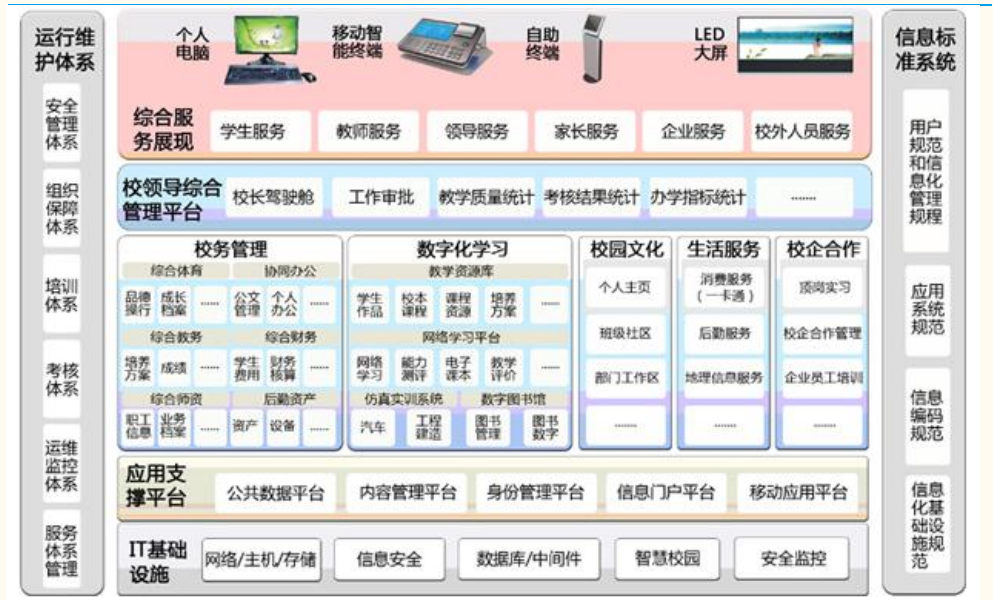 运行维
护体系
安全
管理
体系
组织
保障
体系
培训
体系
考核
体系
运维
监控
体系
服务
体系
管理
个人
电脑
移动智
能终端
自助
终端
LED
大屏
综合服
务展现
学生服务
教师服务
领导服务
家长服务
企业服务
校外人员服务
校领导综合
管理平台
校长驾驶舱
工作审批
教学质量统计
考核结果统计
办学指标统计
......
校务管理
综合体育
协同办公
品德
操行
成长
档案
......
公文
管理
个人
办公
......
综合教务
综合财务
培养
方案
成绩
......
学生
费用
财务
核算
......
综合师资
后勤资产
职工
信息
业务
档案
......
资产
设备
......
数字化学习
教学资源库
学生
作品
校本
课程
课程
资源
培养
方案
......
网络学习平台
网络
学习
能力
测评
电子
课本
教学
评价
......
仿真实训系统
数字图书馆
汽车
工程
建造
图书
管理
图书
数字
校园文化
个人主页
班级社区
部门工作区
......
生活服务
消费服务
(一卡通)
后勤服务
地理信息服务
......
校企合作
顶岗实习
校企合作管理
企业员工培训
......
应用支
撑平台
公共数据平台
内容管理平台
身份管理平台
信息门户平台
移动应用平台
IT基础
设施
网络/主机/存储
信息安全
数据库/中间件
智慧校园
安全监控
信息标
准系统
用户
规范
和信
息化
管理
规程
应用
系统
规范
信息
编码
规范
信息
化基
础设
施规
范